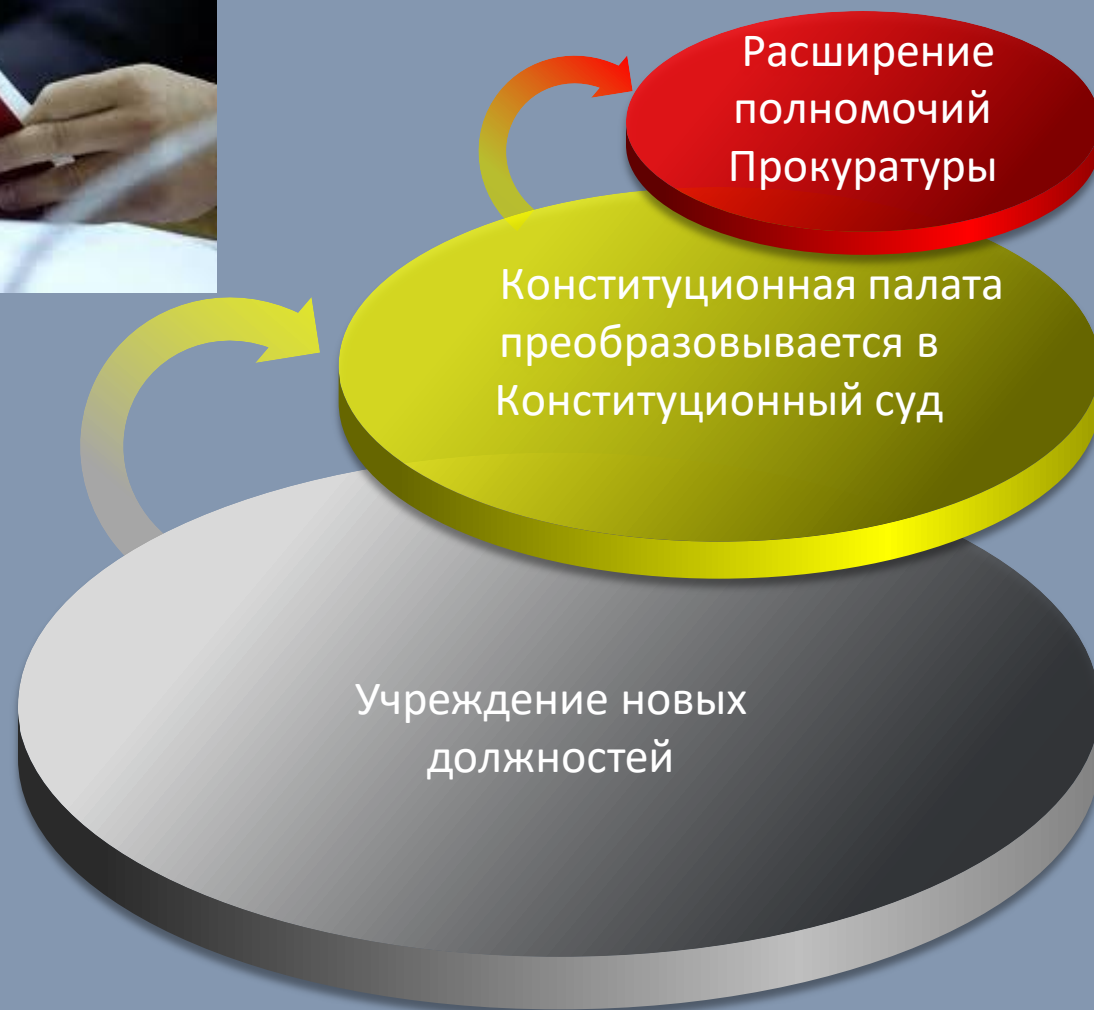 Расширение
полномочий
Прокуратуры
Конституционная палата
преобразовывается в
Конституционный суд
Учреждение новых
должностей